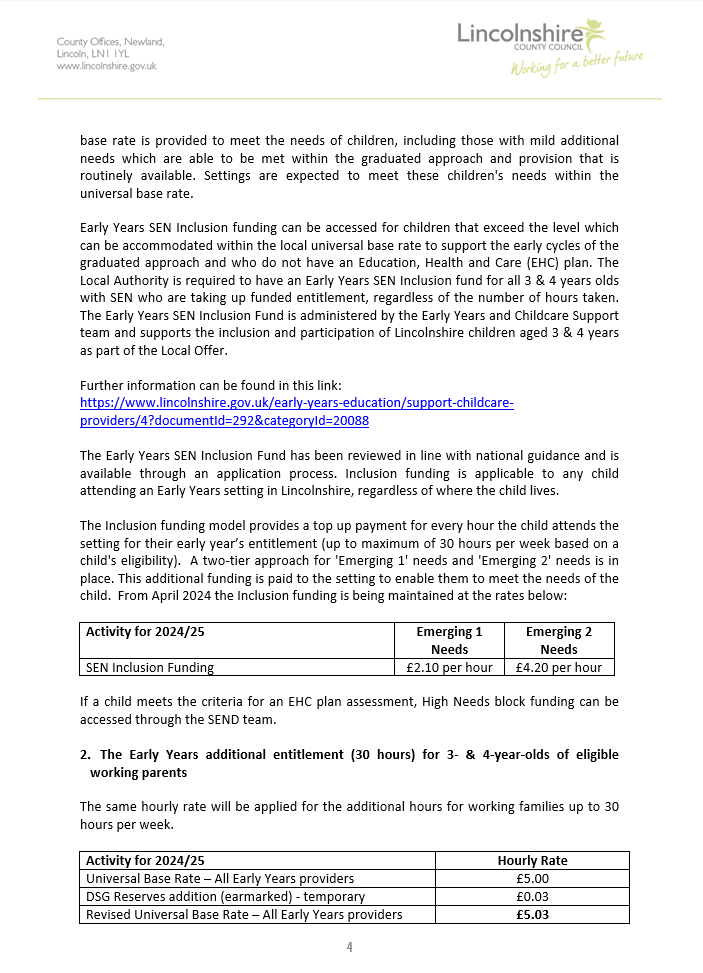 County Offices, Newland,
Lincoln, LN1 1YL
www.lincolnshire.gov.uk
Lincolnshire
COUNTY COUNCIL
Working for a better future
base rate is provided to meet the needs of children, including those with mild additional
needs which are able to be met within the graduated approach and provision that is
routinely available. Settings are expected to meet these children's needs within the
universal base rate.
Early Years SEN Inclusion funding can be accessed for children that exceed the level which
can be accommodated within the local universal base rate to support the early cycles of the
graduated approach and who do not have an Education, Health and Care (EHC) plan. The
Local Authority is required to have an Early Years SEN Inclusion fund for all 3 & 4 years olds
with SEN who are taking up funded entitlement, regardless of the number of hours taken.
The Early Years SEN Inclusion Fund is administered by the Early Years and Childcare Support
team and supports the inclusion and participation of Lincolnshire children aged 3 & 4 years
as part of the Local Offer.
Further information can be found in this link:
https://www.lincolnshire.gov.uk/early-years-education/support-childcare-
providers/4?documentId=292&categoryId=20088
The Early Years SEN Inclusion Fund has been reviewed in line with national guidance and is
available through an application process. Inclusion funding is applicable to any child
attending an Early Years setting in Lincolnshire, regardless of where the child lives.
The Inclusion funding model provides a top up payment for every hour the child attends the
setting for their early year's entitlement (up to maximum of 30 hours per week based on a
child's eligibility). A two-tier approach for 'Emerging 1' needs and 'Emerging 2' needs is in
place. This additional funding is paid to the setting to enable them to meet the needs of the
child. From April 2024 the Inclusion funding is being maintained at the rates below:
Activity for 2024/25 Emerging 1 Emerging 2
Needs Needs
SEN Inclusion Funding £2.10 per hour £4.20 per hour
If a child meets the criteria for an EHC plan assessment, High Needs block funding can be
accessed through the SEND team.
2. The Early Years additional entitlement (30 hours) for 3- & 4-year-olds of eligible
working parents
The same hourly rate will be applied for the additional hours for working families up to 30
hours per week.
Activity for 2024/25 Hourly Rate
Universal Base Rate – All Early Years providers £5.00
DSG Reserves addition (earmarked) - temporary £0.03
Revised Universal Base Rate – All Early Years providers £5.03
4